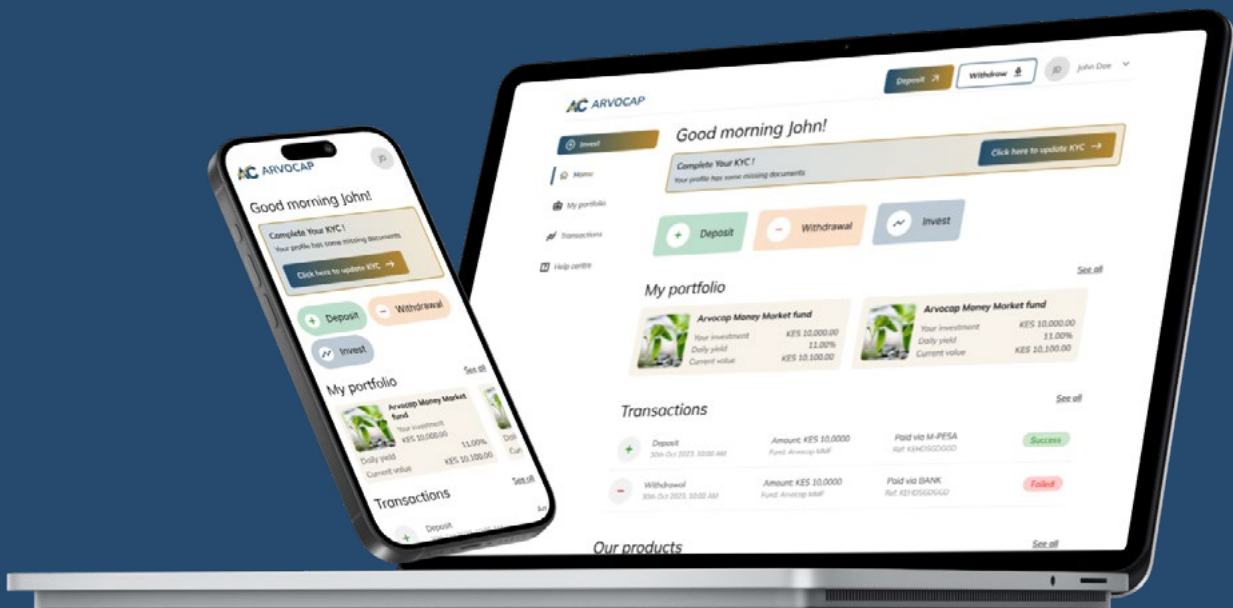 AC ARVOCAP
JD
Good morning John!
Complete Your KYC !
Your profile has some missing documents
Click here to update KYC →
+ Deposit
− Withdrawal
Invest
My portfolio
See all
Arvocap Money Market
fund
Your investment
KES 10,000.00
Daily yield 11.00%
Current value KES 10,100.00
Dail
Cur
Transactions
See all
+ Deposit
AC ARVOCAP
Deposit
Withdraw
JD
John Doe
Invest
Home
My portfolio
Transactions
Help centre
Good morning John!
Complete Your KYC !
Your profile has some missing documents
Click here to update KYC →
+ Deposit
− Withdrawal
Invest
My portfolio
See all
Arvocap Money Market fund
Your investment KES 10,000.00
Daily yield 11.00%
Current value KES 10,100.00
Arvocap Money Market fund
Your investment KES 10,000.00
Daily yield 11.00%
Current value KES 10,100.00
Transactions
See all
Deposit Amount: KES 10,0000 Paid via M-PESA Success
30th Oct 2023, 10:00 AM Fund: Arvocap MMF Ref:
Withdrawal Amount: KES 10,0000 Paid via BANK Failed
30th Oct 2023, 10:00 AM Fund: Arvocap MMF Ref:
Our products
See all